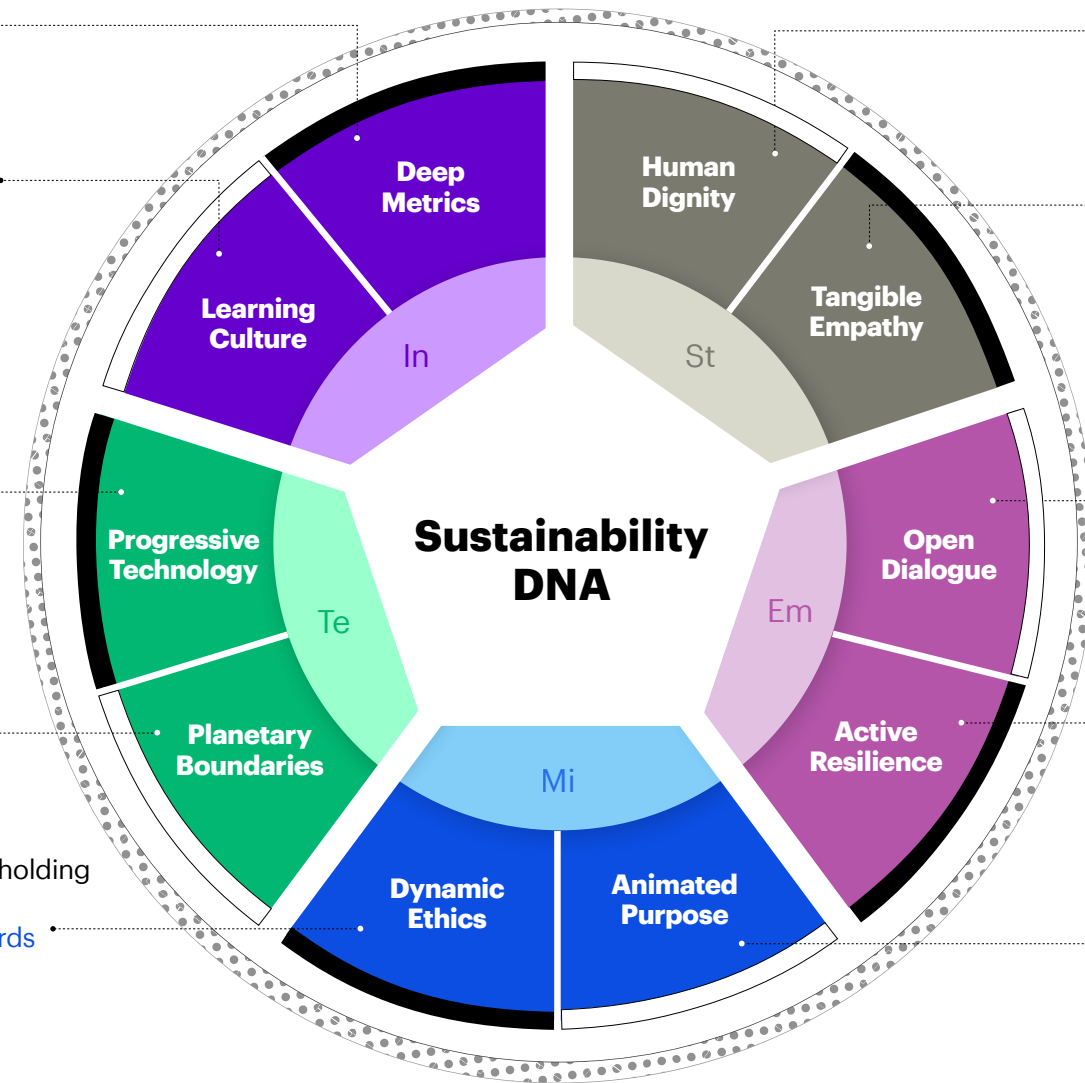 Deep
Metrics
Human
Dignity
Learning
Culture
Tangible
Empathy
In
St
Progressive
Technology
Sustainability
DNA
Open
Dialogue
Te
Em
Planetary
Boundaries
Active
Resilience
Mi
holding
Dynamic
Ethics
Animated
Purpose
rds